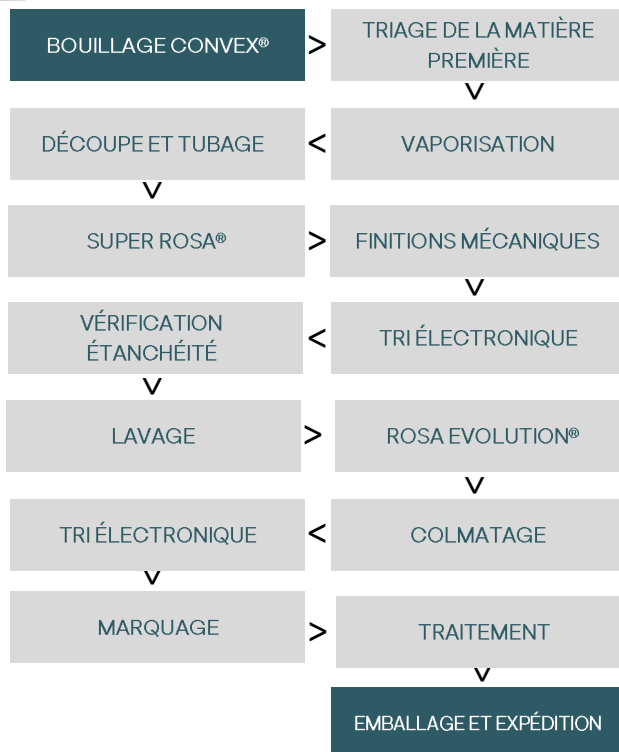 BOUILLAGE CONVEX®
>
TRIAGE DE LA MATIÈRE
PREMIÈRE
>
VAPORISATION
<
DÉCOUPE ET TUBAGE
>
SUPER ROSA®
>
FINITIONS MÉCANIQUES
>
TRI ÉLECTRONIQUE
<
VÉRIFICATION
ÉTANCHÉITÉ
>
LAVAGE
>
ROSA EVOLUTION®
>
COLMATAGE
<
TRI ÉLECTRONIQUE
>
MARQUAGE
>
TRAITEMENT
>
EMBALLAGE ET EXPÉDITION